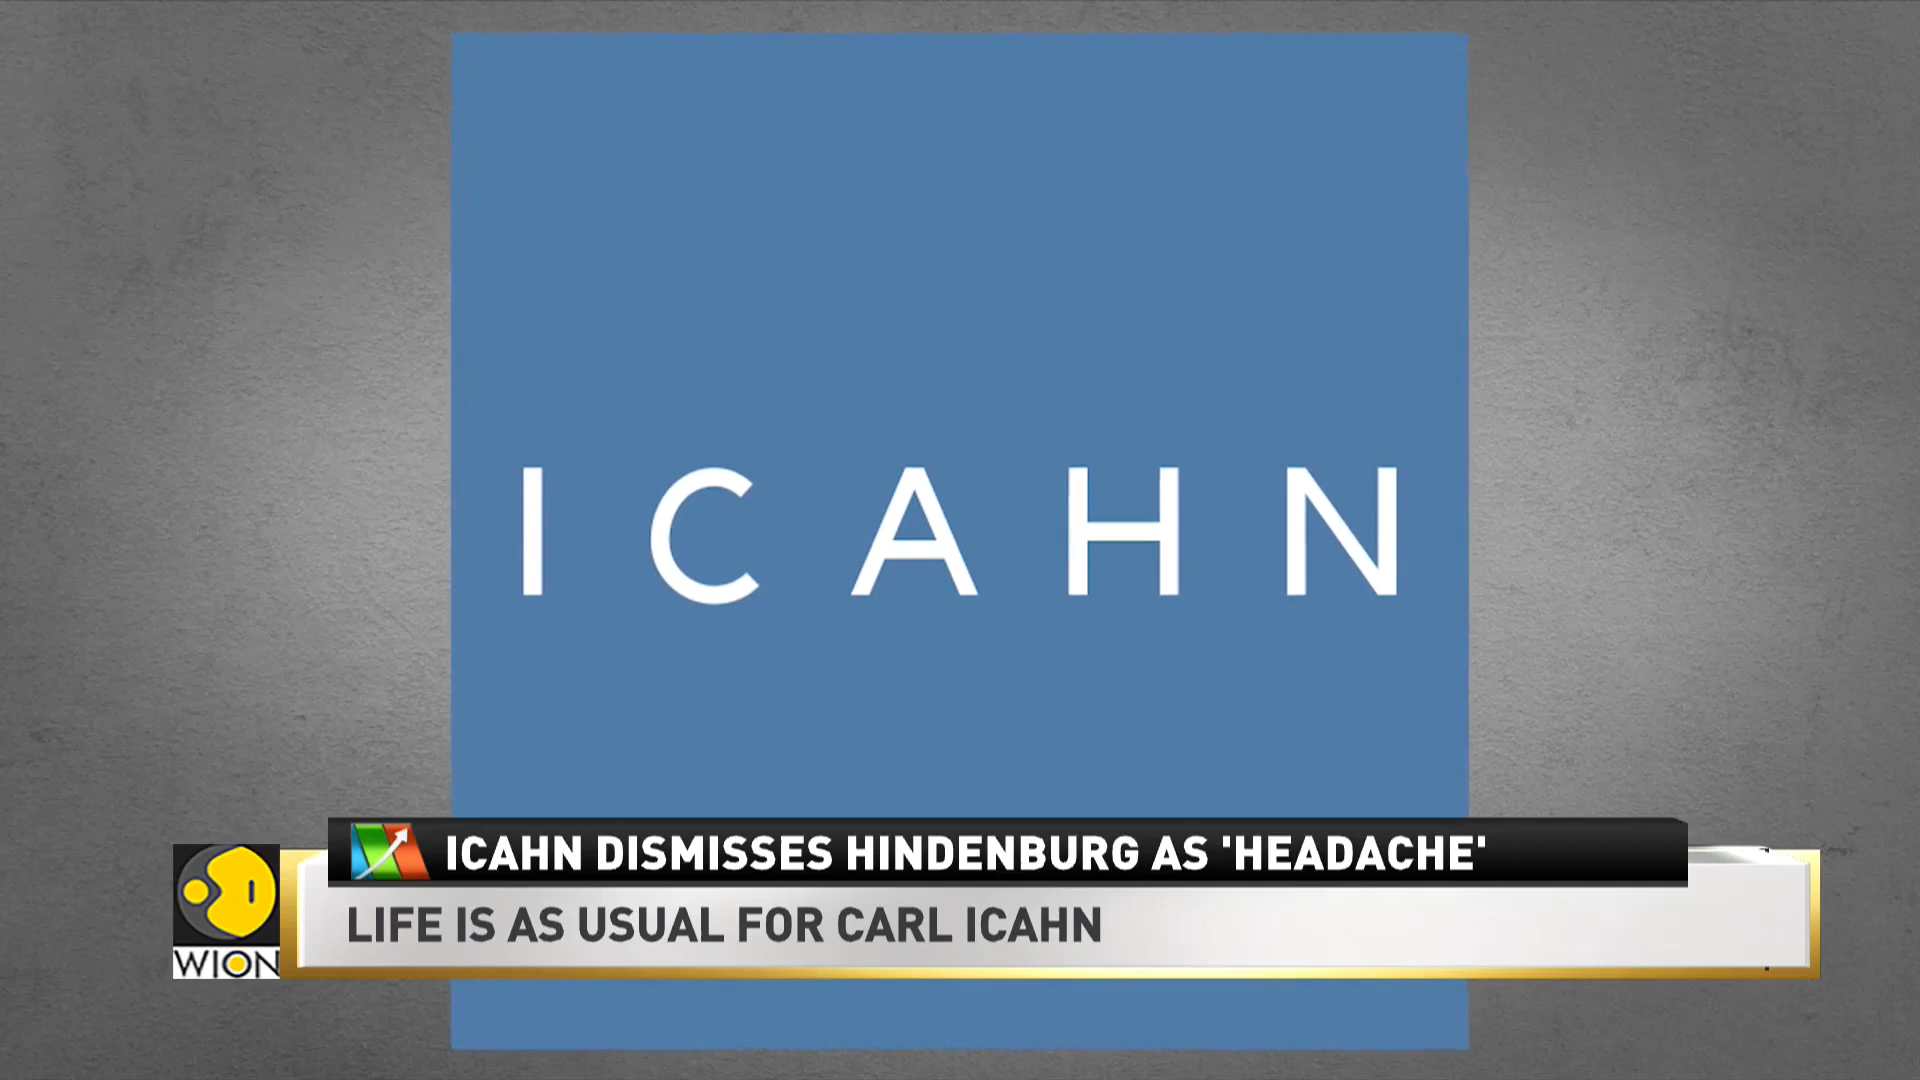 ICAHN
ICAHN DISMISSES HINDENBURG AS 'HEADACHE'
LIFE IS AS USUAL FOR CARL ICAHN
WION